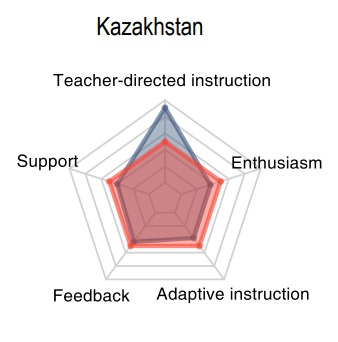 Kazakhstan
Teacher-directed instruction
Support
Enthusiasm
Feedback
Adaptive instruction